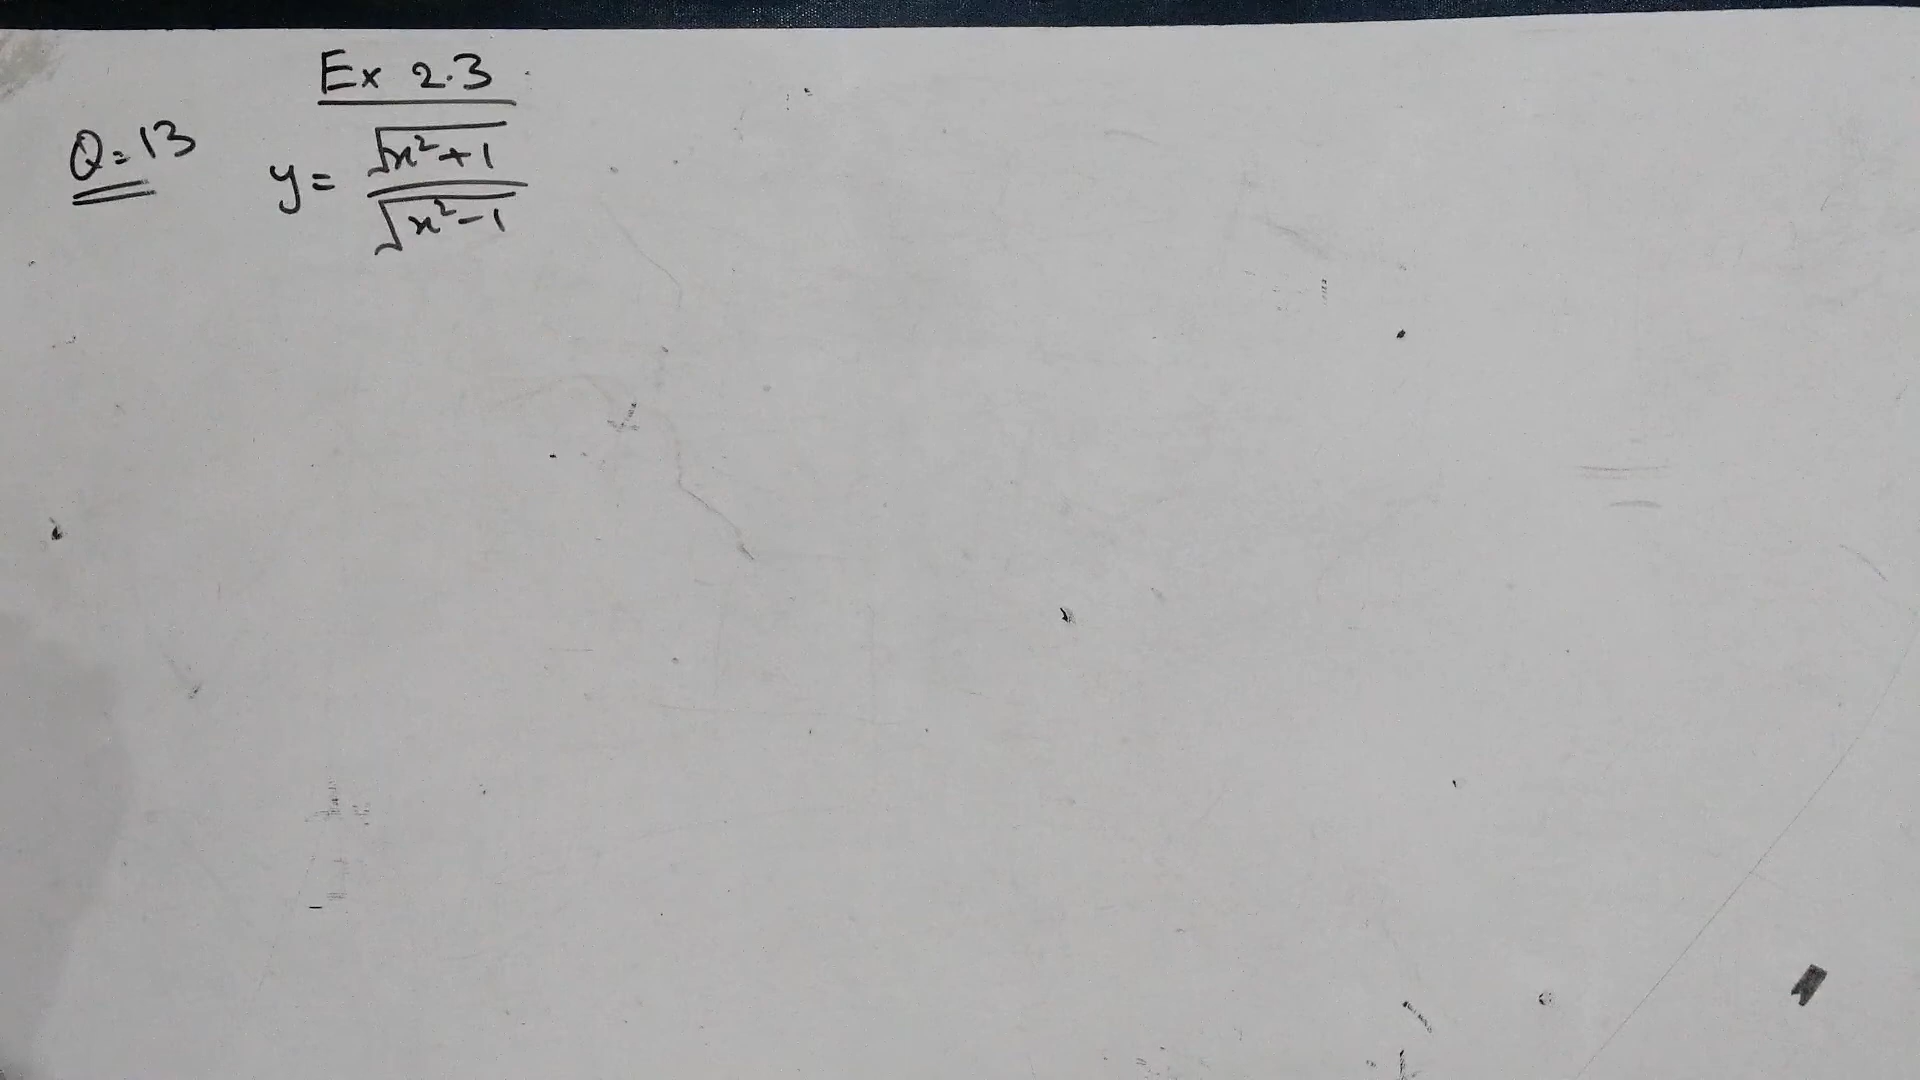 Ex 2.3
Q=13 y= √x²+1 / √x²-1